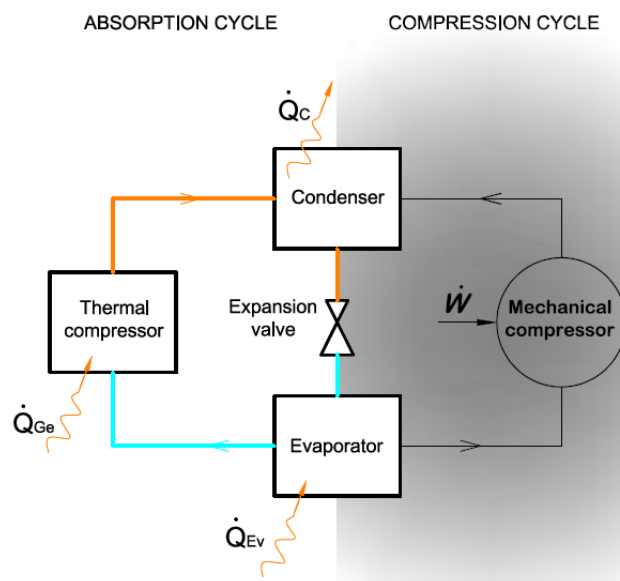 ABSORPTION CYCLE
COMPRESSION CYCLE
Q̇C
Condenser
Thermal
compressor
Expansion
valve
Ẇ
Mechanical
compressor
Q̇Ge
Evaporator
Q̇Ev